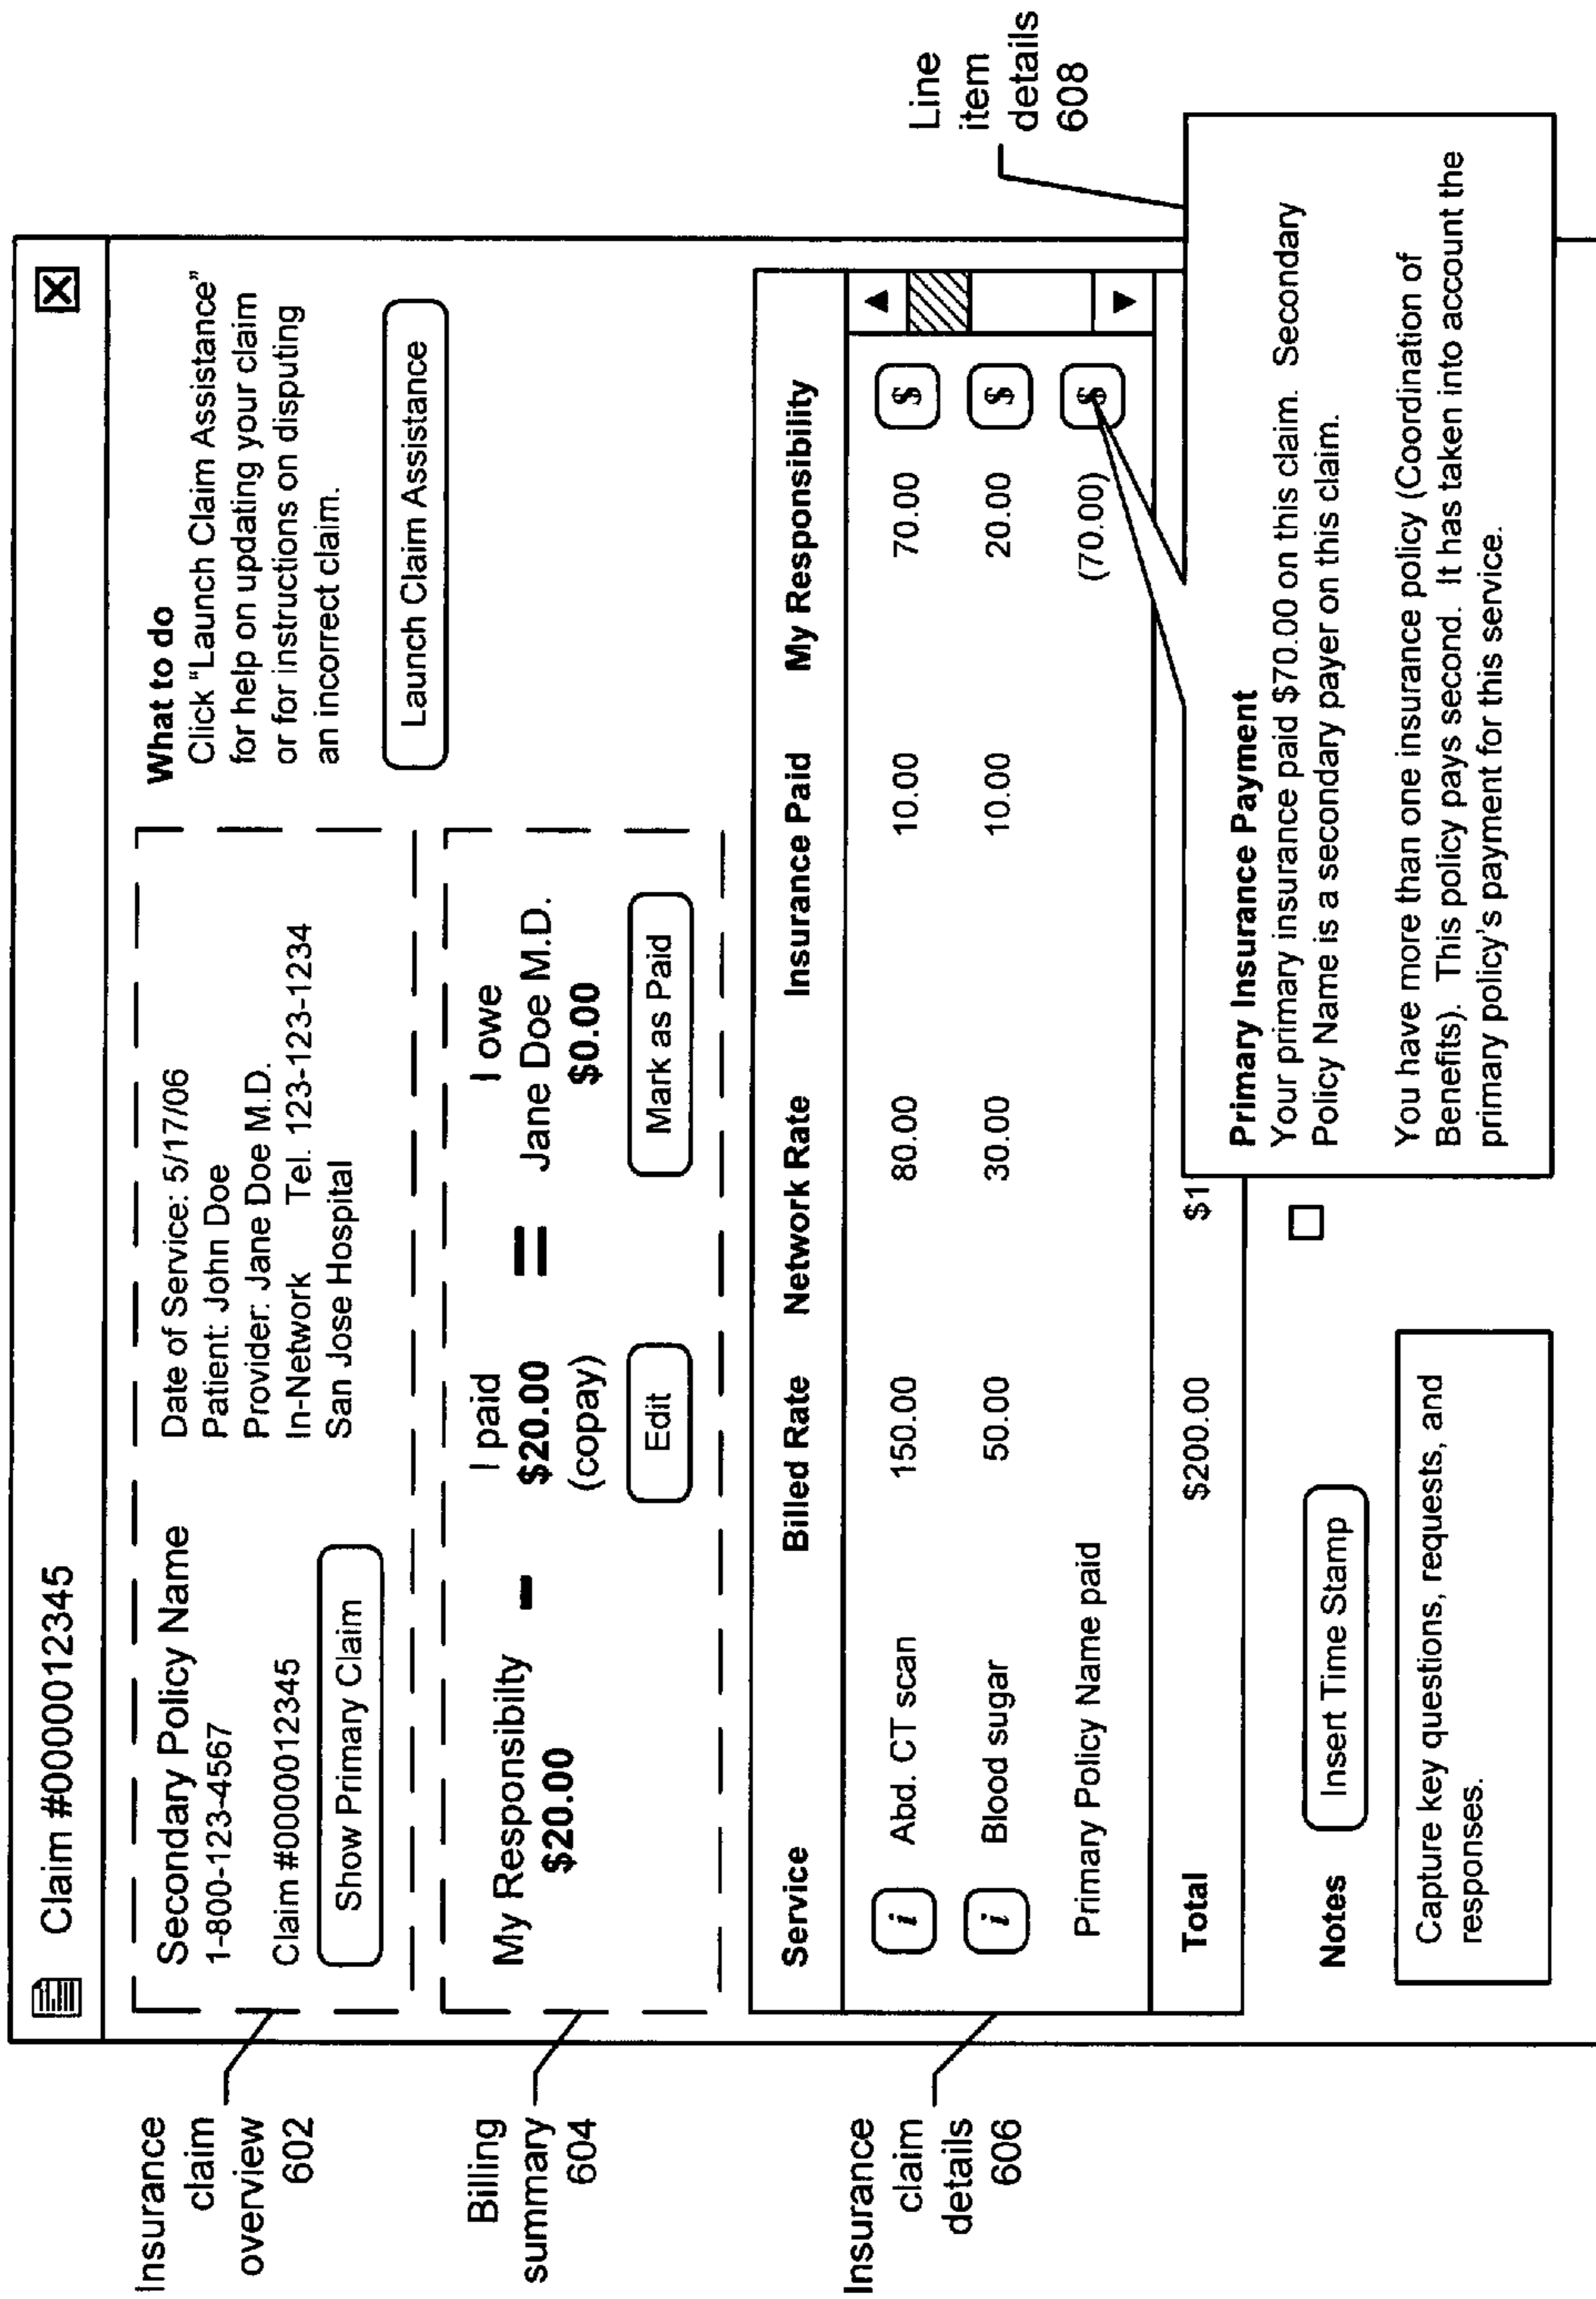 Claim #000012345
Insurance
claim
overview
602
Secondary Policy Name
1-800-123-4567
Claim #000012345
Show Primary Claim
Date of Service: 5/17/06
Patient: John Doe
Provider: Jane Doe M.D.
In-Network Tel. 123-123-1234
San Jose Hospital
What to do
Click "Launch Claim Assistance"
for help on updating your claim
or for instructions on disputing
an incorrect claim.
Launch Claim Assistance
Billing
summary
604
My Responsibilty
$20.00
-
I paid
$20.00
(copay)
Edit
=
I owe
Jane Doe M.D.
$0.00
Mark as Paid
Insurance
claim
details
606
Service Billed Rate Network Rate Insurance Paid My Responsibility
i Abd. CT scan 150.00 80.00 10.00 70.00 $
i Blood sugar 50.00 30.00 10.00 20.00 $
Primary Policy Name paid (70.00) $
Total $200.00 $1
Line
item
details
608
Primary Insurance Payment
Your primary insurance paid $70.00 on this claim. Secondary
Policy Name is a secondary payer on this claim.
You have more than one insurance policy (Coordination of
Benefits). This policy pays second. It has taken into account the
primary policy's payment for this service.
Notes Insert Time Stamp
Capture key questions, requests, and
responses.